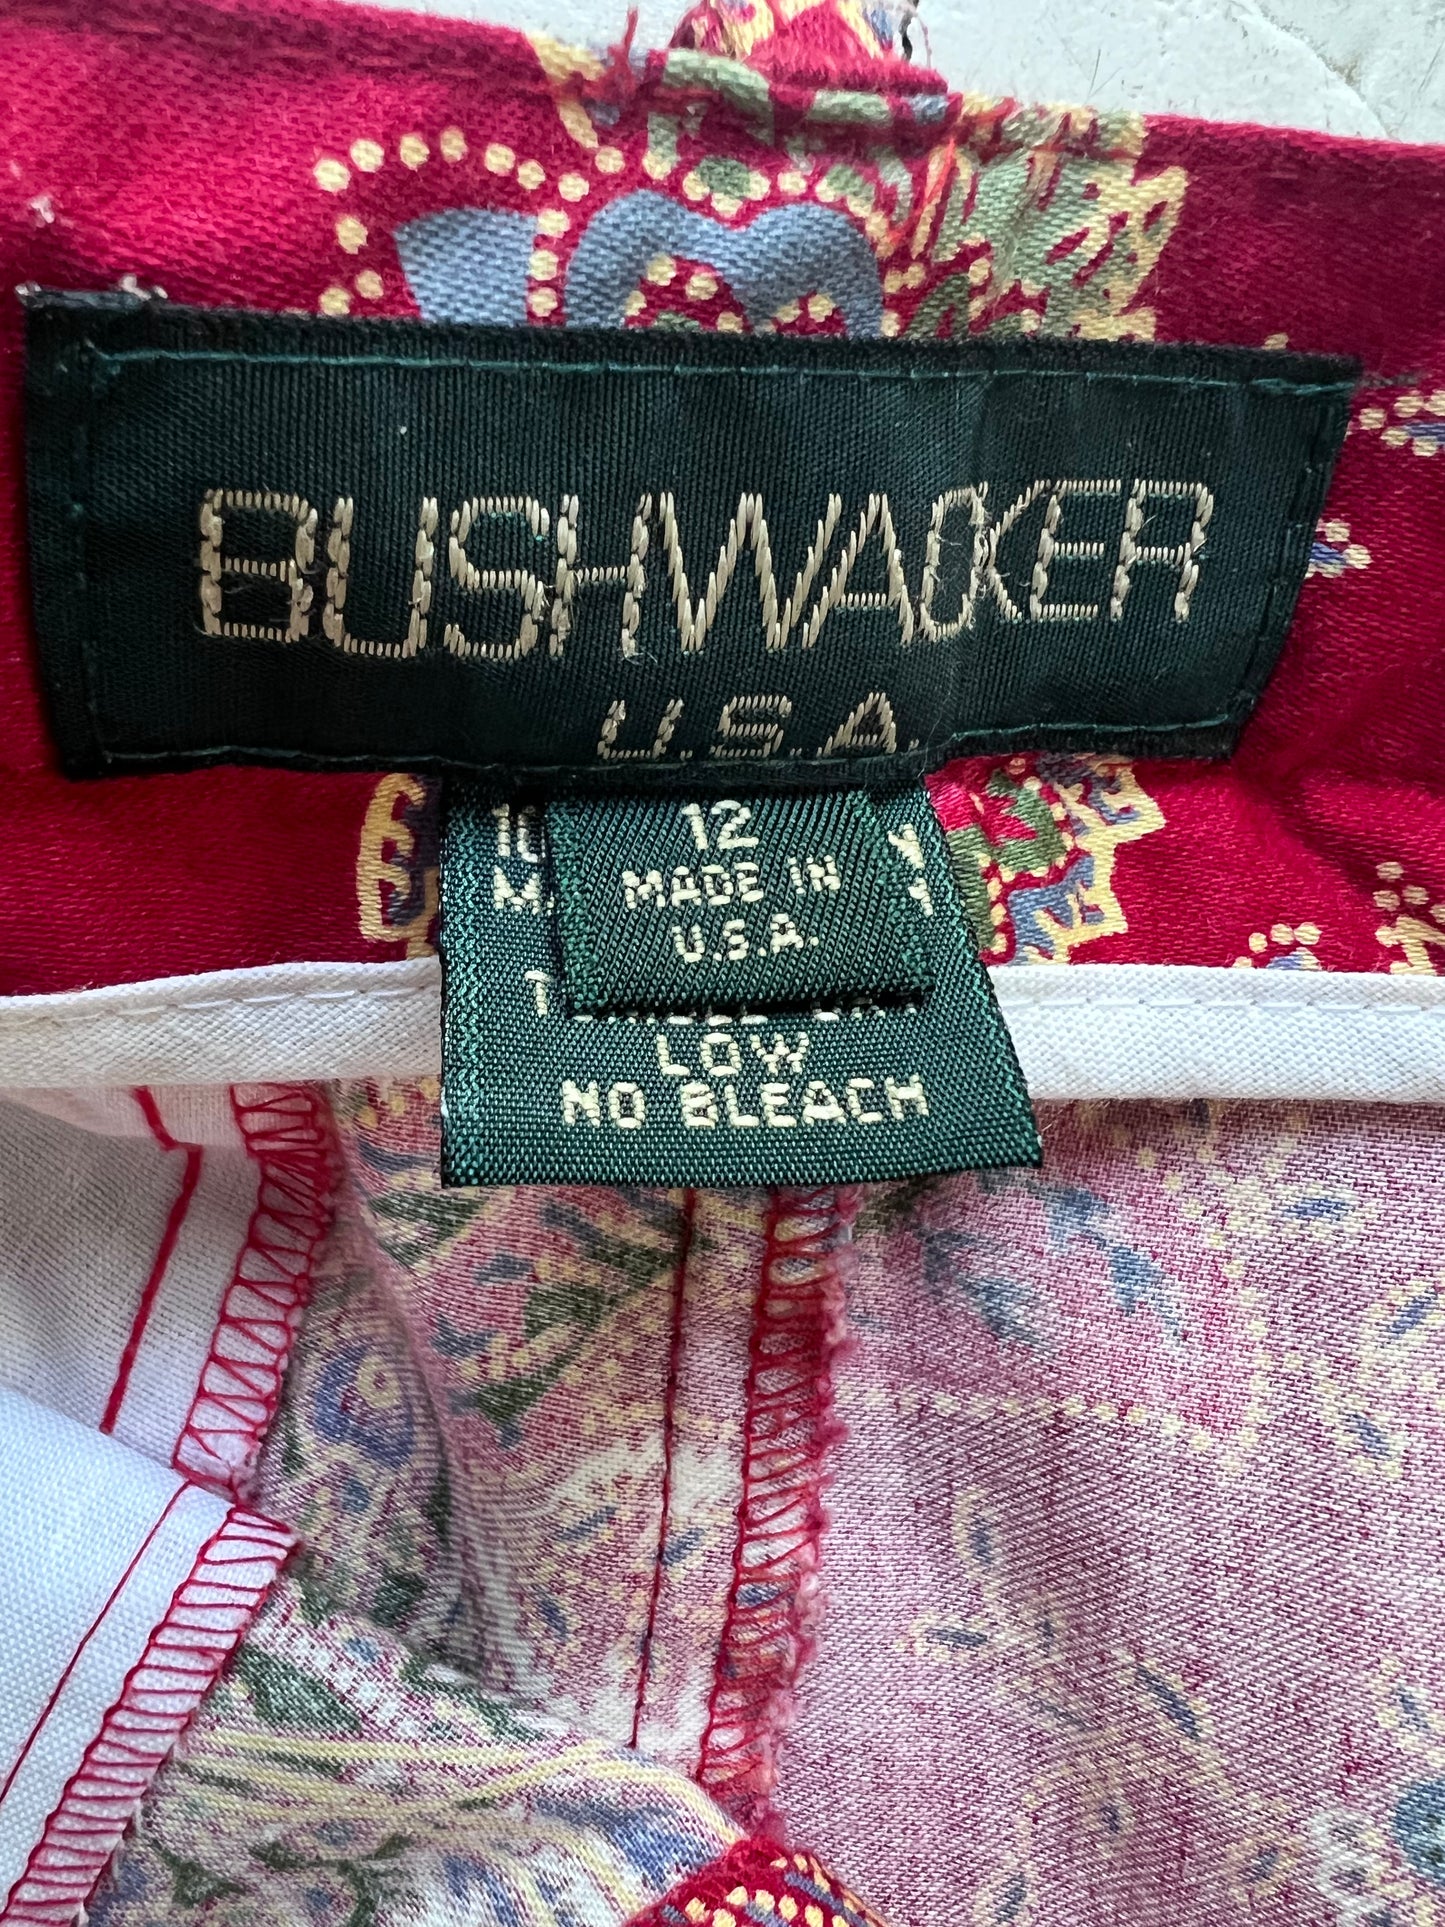 BUSHWACKER
U.S.A.
12
MADE IN
U.S.A.
LOW
NO BLEACH